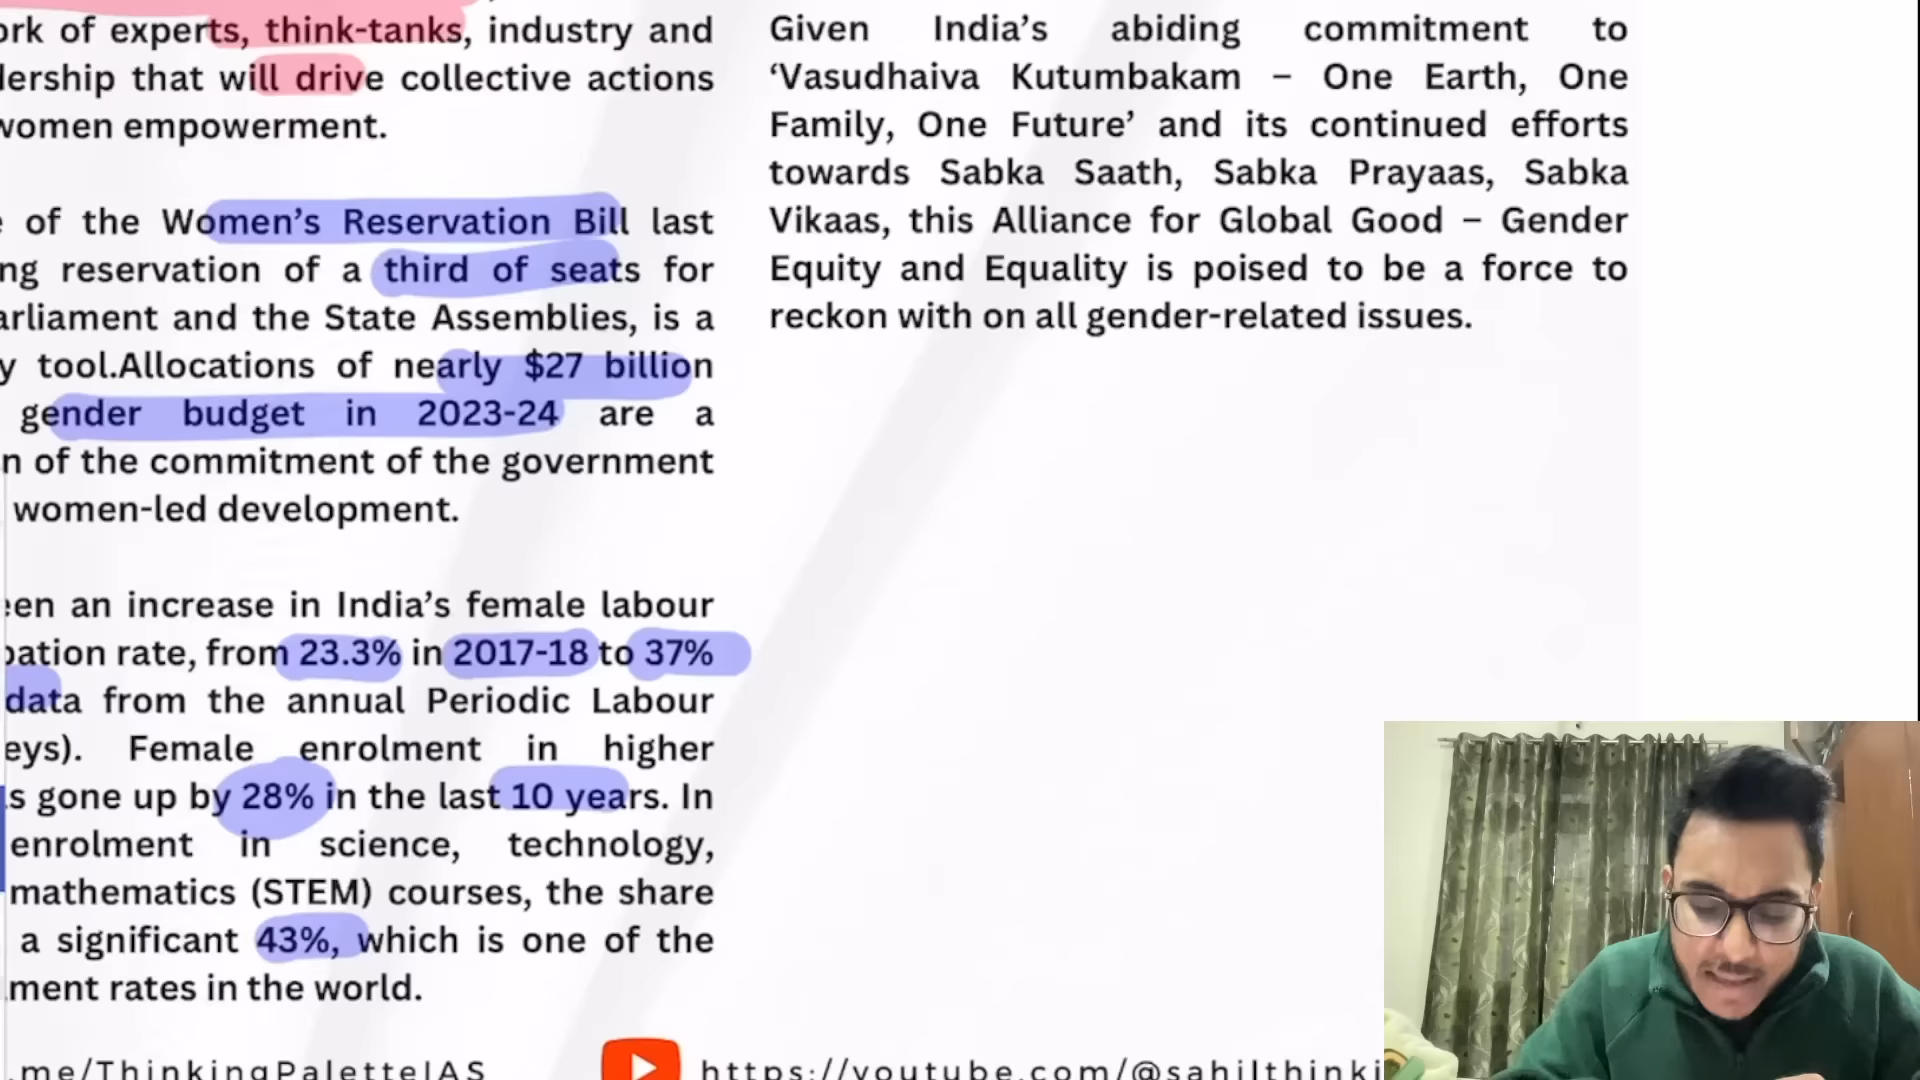 ork of experts, think-tanks, industry and
dership that will drive collective actions
women empowerment.
of the Women’s Reservation Bill last
ng reservation of a third of seats for
arliament and the State Assemblies, is a
y tool.Allocations of nearly $27 billion
gender budget in 2023-24 are a
n of the commitment of the government
women-led development.
een an increase in India’s female labour
pation rate, from 23.3% in 2017-18 to 37%
data from the annual Periodic Labour
eys). Female enrolment in higher
s gone up by 28% in the last 10 years. In
enrolment in science, technology,
mathematics (STEM) courses, the share
a significant 43%, which is one of the
ment rates in the world.
Given India’s abiding commitment to
‘Vasudhaiva Kutumbakam – One Earth, One
Family, One Future’ and its continued efforts
towards Sabka Saath, Sabka Prayaas, Sabka
Vikaas, this Alliance for Global Good – Gender
Equity and Equality is poised to be a force to
reckon with on all gender-related issues.
.me/ThinkingPaletteIAS
https://youtube.com/@sahilthinki